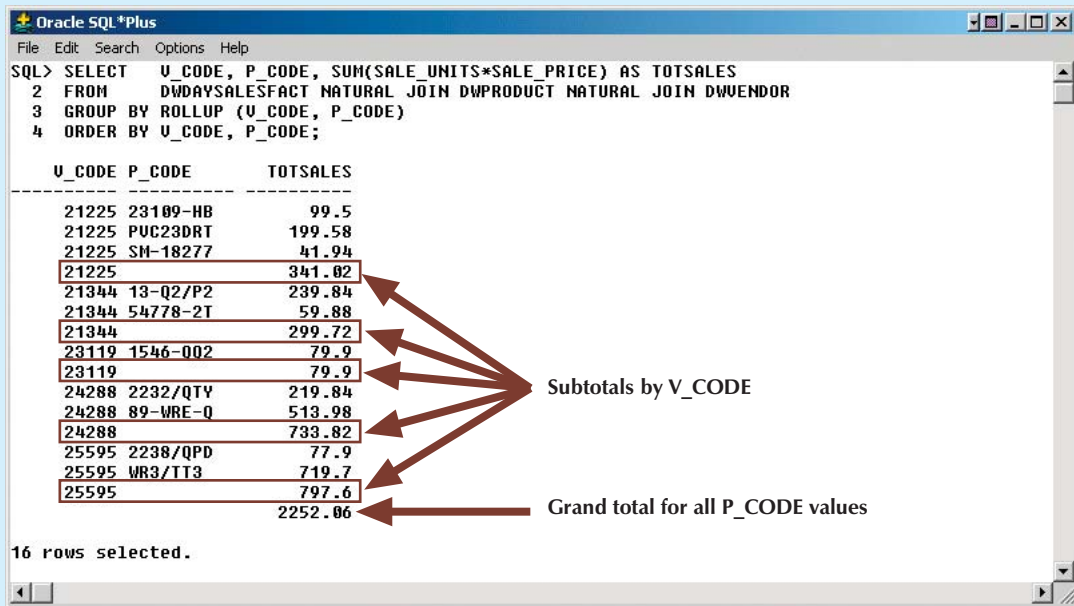 Oracle SQL*Plus
File Edit Search Options Help
SQL> SELECT V_CODE, P_CODE, SUM(SALE_UNITS*SALE_PRICE) AS TOTSALES
2 FROM DWDAYSALESFACT NATURAL JOIN DWPRODUCT NATURAL JOIN DWVENDOR
3 GROUP BY ROLLUP (V_CODE, P_CODE)
4 ORDER BY V_CODE, P_CODE;
V_CODE P_CODE TOTSALES
---------- ---------- ----------
21225 23109-HB 99.5
21225 PVC23DRT 199.58
21225 SM-18277 41.94
21225 341.02
21344 13-Q2/P2 239.84
21344 54778-2T 59.88
21344 299.72
23119 1546-QQ2 79.9
23119 79.9
24288 2232/QTY 219.84
24288 89-WRE-Q 513.98
24288 733.82
25595 2238/QPD 77.9
25595 WR3/TT3 719.7
25595 797.6
2252.06
Subtotals by V_CODE
Grand total for all P_CODE values
16 rows selected.